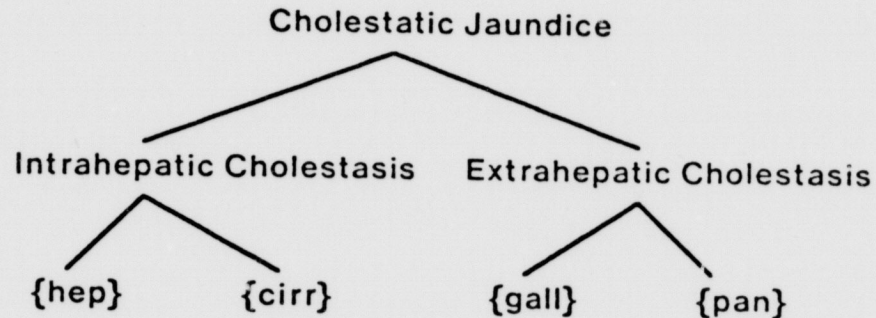 Cholestatic Jaundice
Intrahepatic Cholestasis Extrahepatic Cholestasis
{hep} {cirr} {gall} {pan}